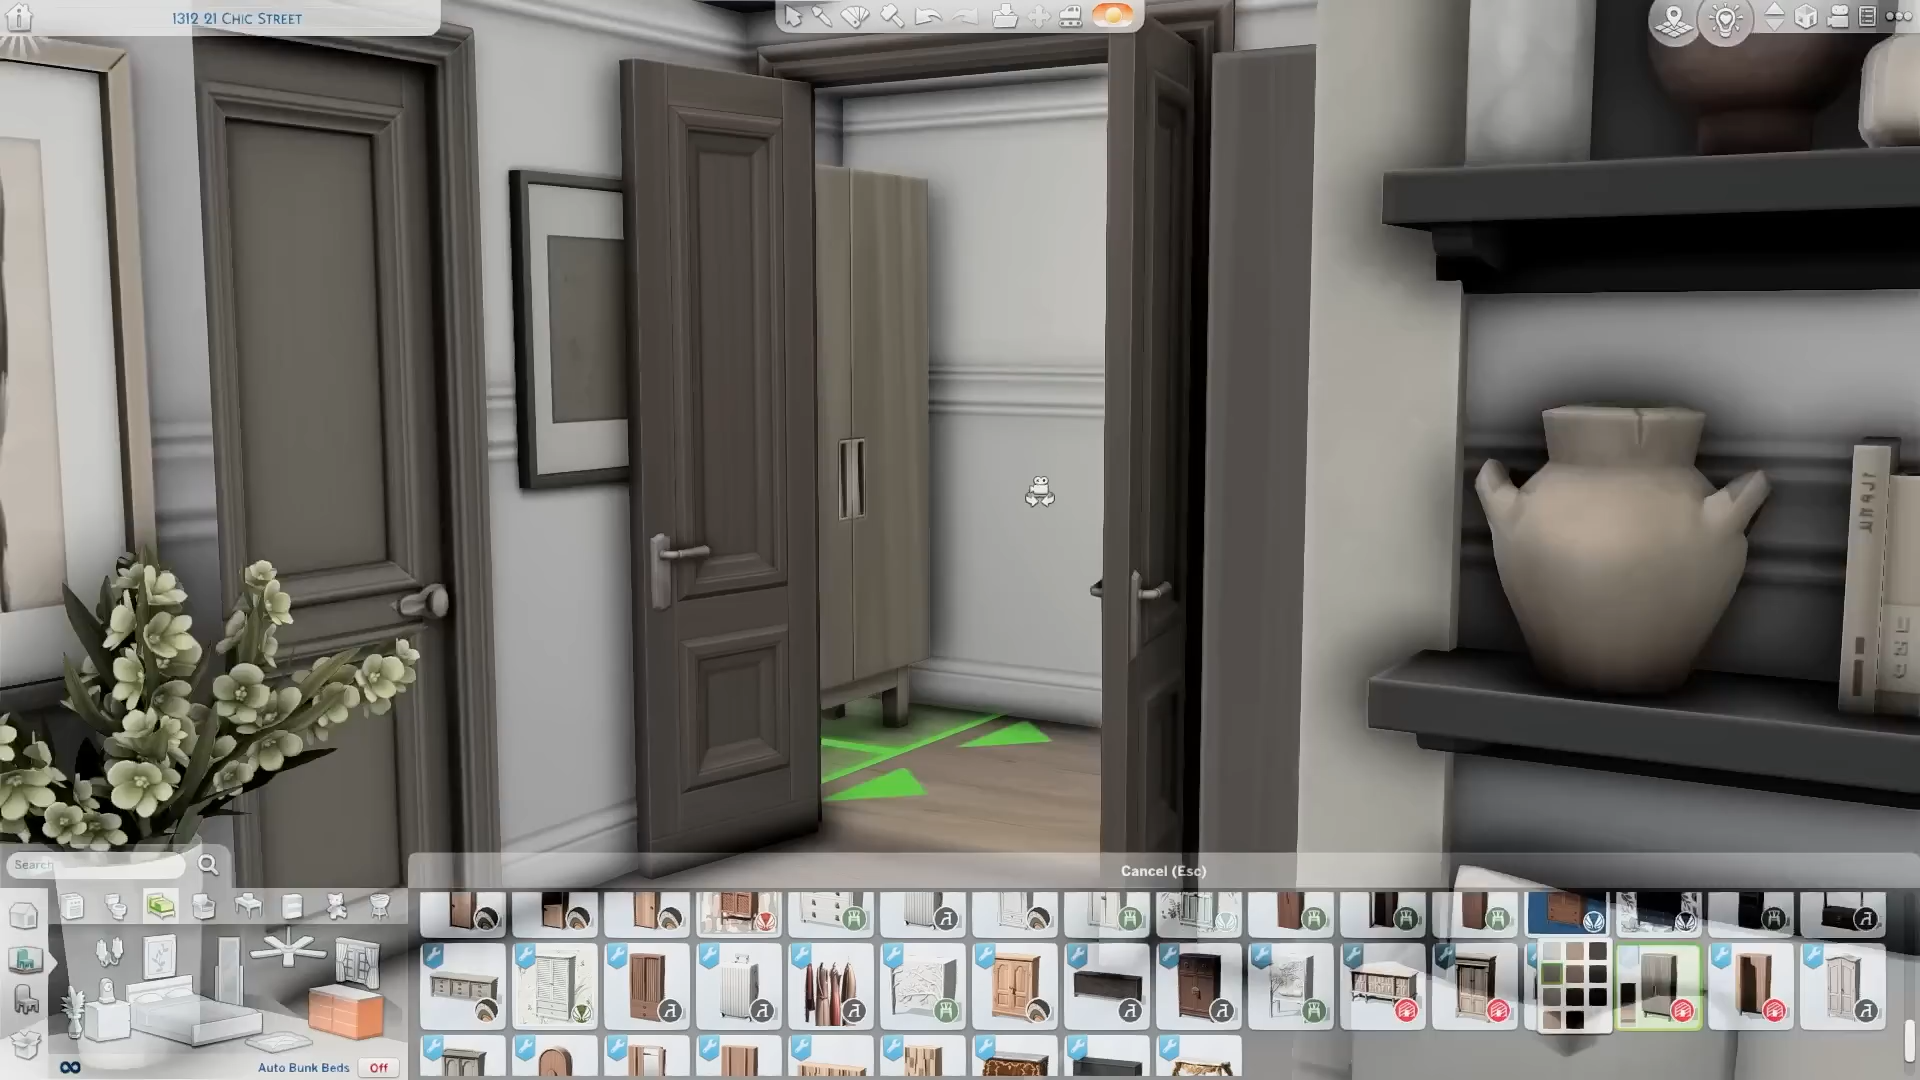 1312 21 Chic Street
Cancel (Esc)
Search
Auto Bunk Beds Off